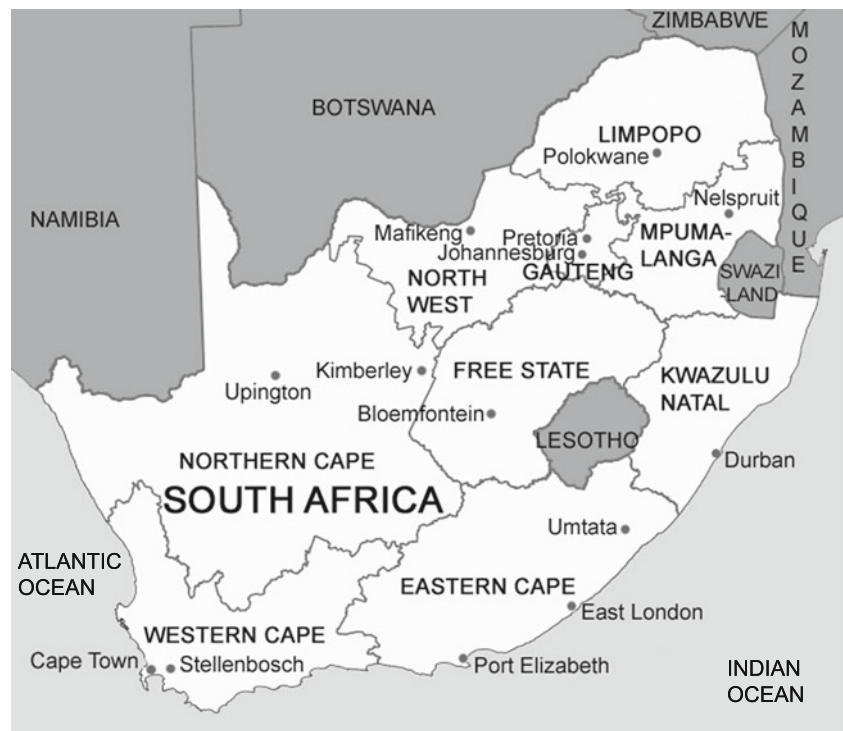 ZIMBABWE
MOZAMBIQUE
BOTSWANA
LIMPOPO
Polokwane
Nelspruit
NAMIBIA
Mafikeng
Pretoria
MPUMA-
LANGA
Johannesburg
GAUTENG
SWAZI
-LAND
NORTH
WEST
Kimberley
FREE STATE
KWAZULU
NATAL
Upington
Bloemfontein
LESOTHO
NORTHERN CAPE
Durban
SOUTH AFRICA
Umtata
ATLANTIC
OCEAN
EASTERN CAPE
East London
WESTERN CAPE
Cape Town
Stellenbosch
Port Elizabeth
INDIAN
OCEAN